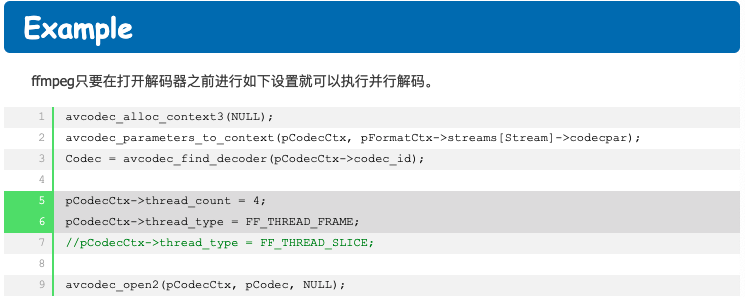 Example
ffmpeg只要在打开解码器之前进行如下设置就可以执行并行解码。
1 avcodec_alloc_context3(NULL);
2 avcodec_parameters_to_context(pCodecCtx, pFormatCtx->streams[Stream]->codecpar);
3 Codec = avcodec_find_decoder(pCodecCtx->codec_id);
4
5 pCodecCtx->thread_count = 4;
6 pCodecCtx->thread_type = FF_THREAD_FRAME;
7 //pCodecCtx->thread_type = FF_THREAD_SLICE;
8
9 avcodec_open2(pCodecCtx, pCodec, NULL);